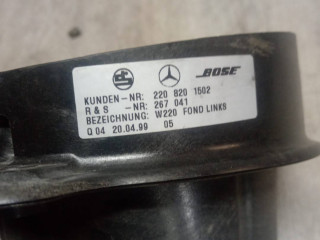 BOSE
KUNDEN-NR: 220 820 1502
R & S -NR: 267 041
BEZEICHNUNG: W220 FOND LINKS
Q 04 20.04.99 05